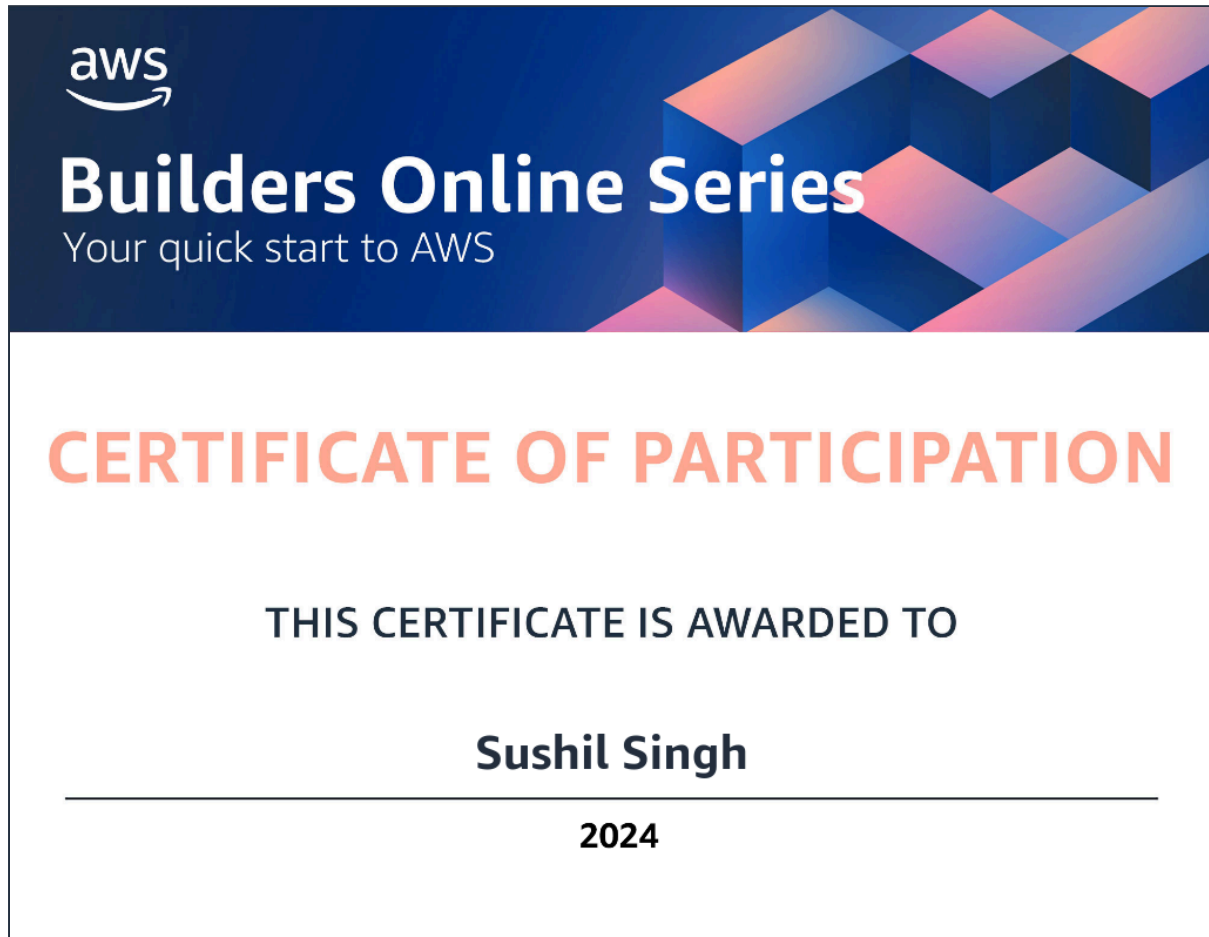 aws
Builders Online Series
Your quick start to AWS
CERTIFICATE OF PARTICIPATION
THIS CERTIFICATE IS AWARDED TO
Sushil Singh
2024